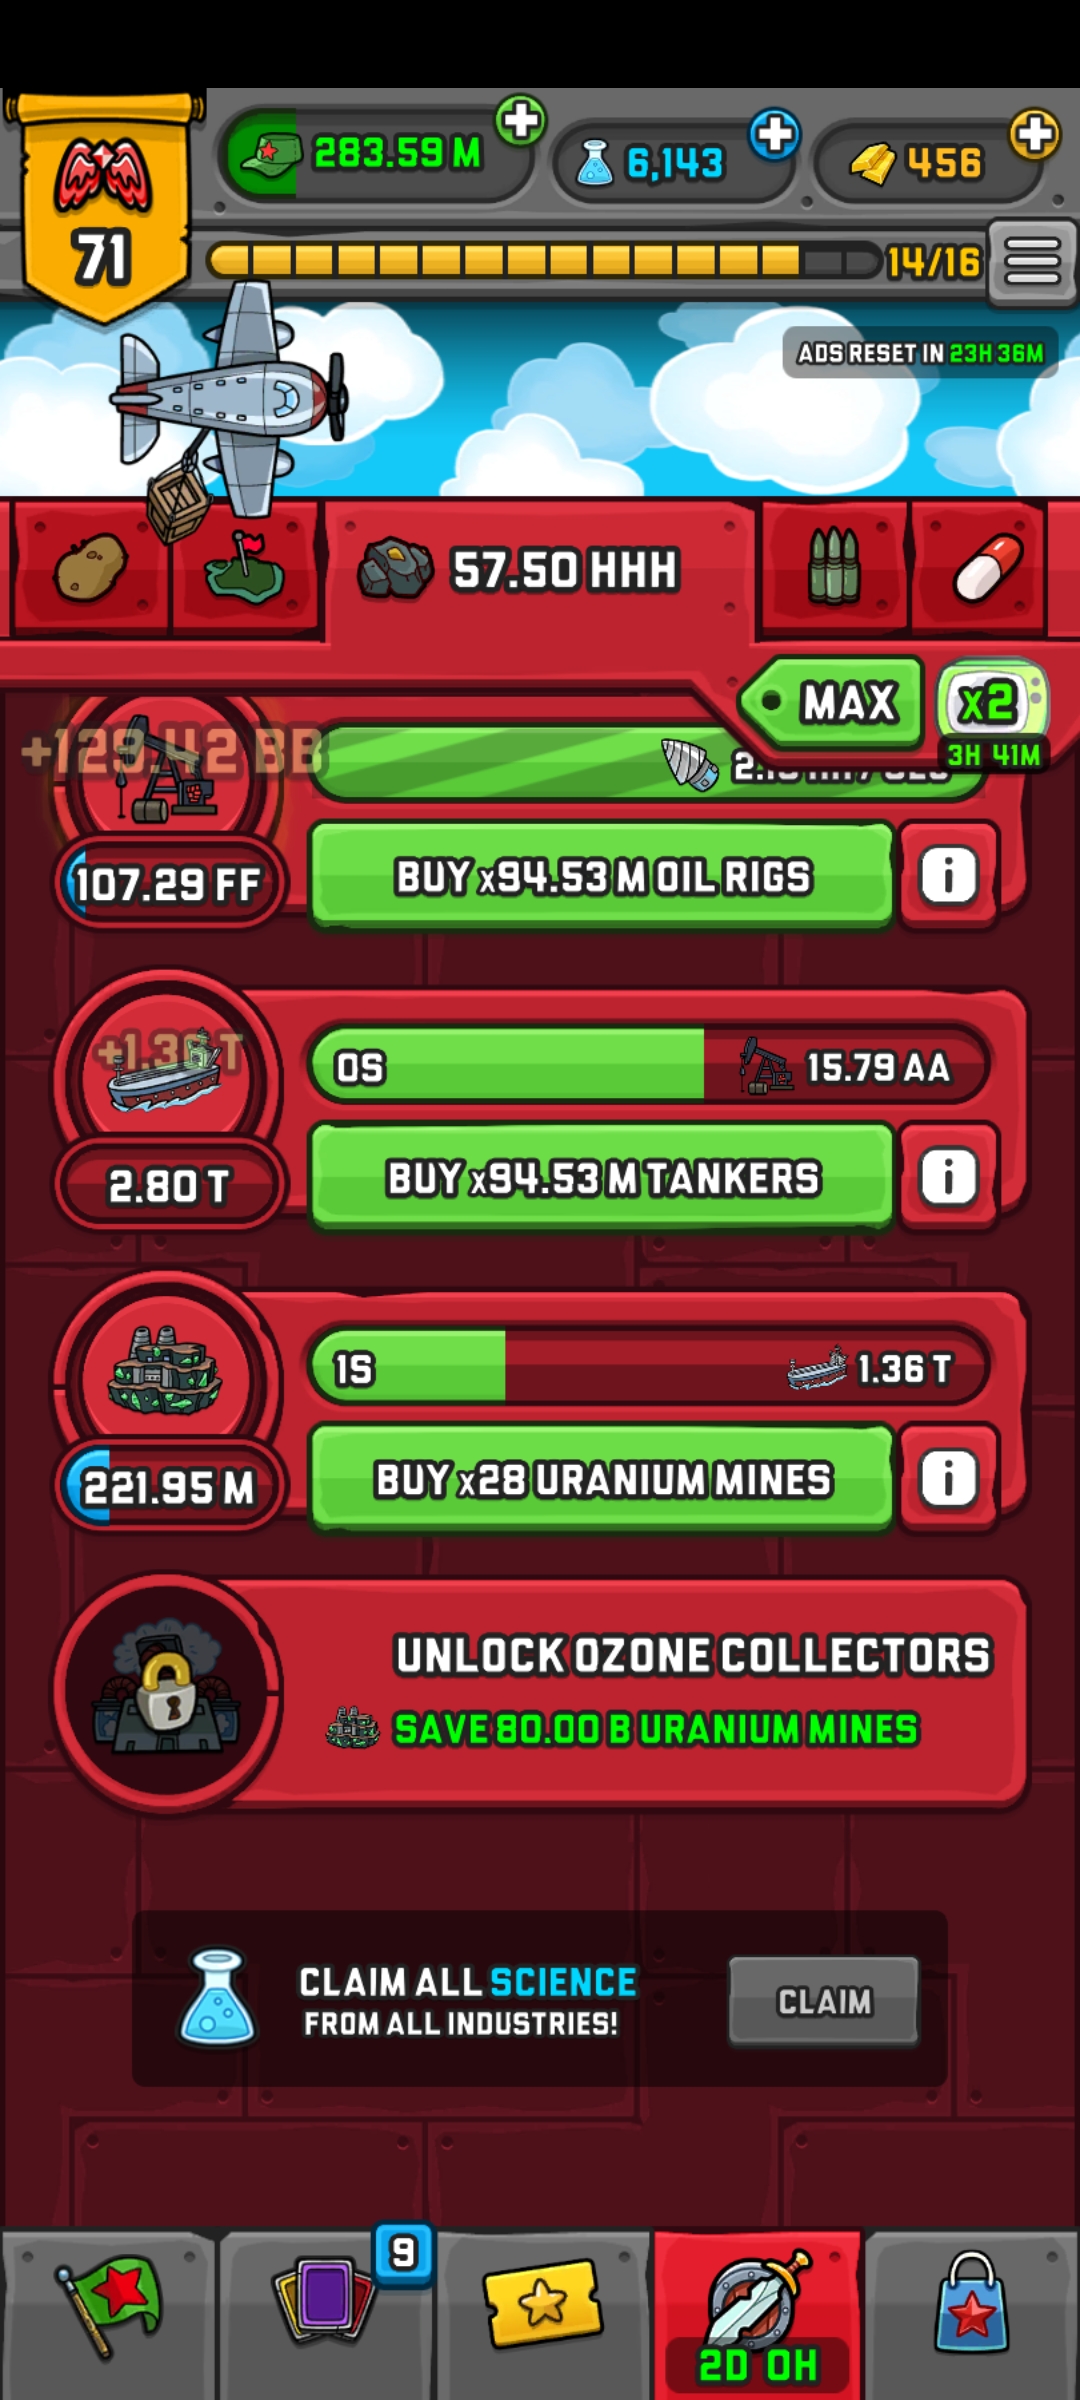 283.59 M
6,143
456
71
14/16
ADS RESET IN 23H 36M
57.50 HHH
MAX
x2
3H 41M
+129.42 BB
107.29 FF
BUY x94.53 M OIL RIGS
i
+1.36 T
0S
15.79 AA
2.80 T
BUY x94.53 M TANKERS
i
1S
1.36 T
221.95 M
BUY x28 URANIUM MINES
i
UNLOCK OZONE COLLECTORS
SAVE 80.00 B URANIUM MINES
CLAIM ALL SCIENCE
FROM ALL INDUSTRIES!
CLAIM
9
2D 0H